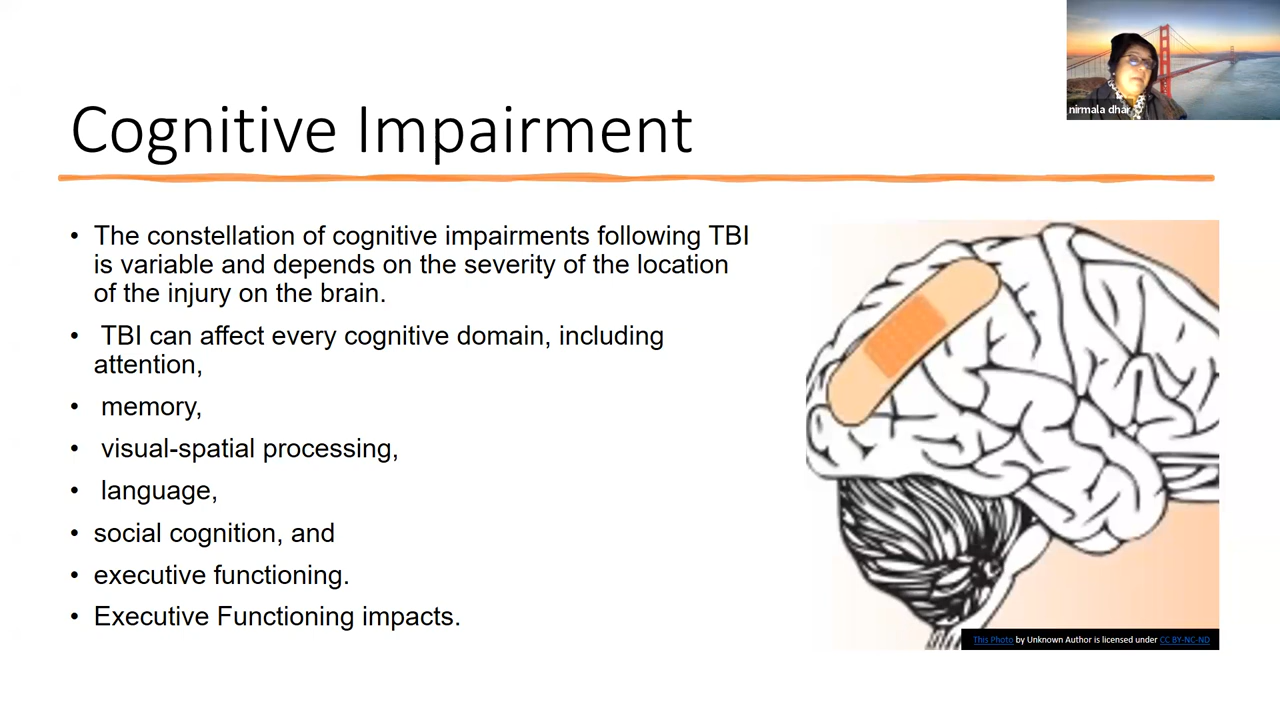 Cognitive Impairment
nirmala dhar
• The constellation of cognitive impairments following TBI
is variable and depends on the severity of the location
of the injury on the brain.
• TBI can affect every cognitive domain, including
attention,
• memory,
• visual-spatial processing,
• language,
• social cognition, and
• executive functioning.
• Executive Functioning impacts.
This Photo by Unknown Author is licensed under CC BY-NC-ND